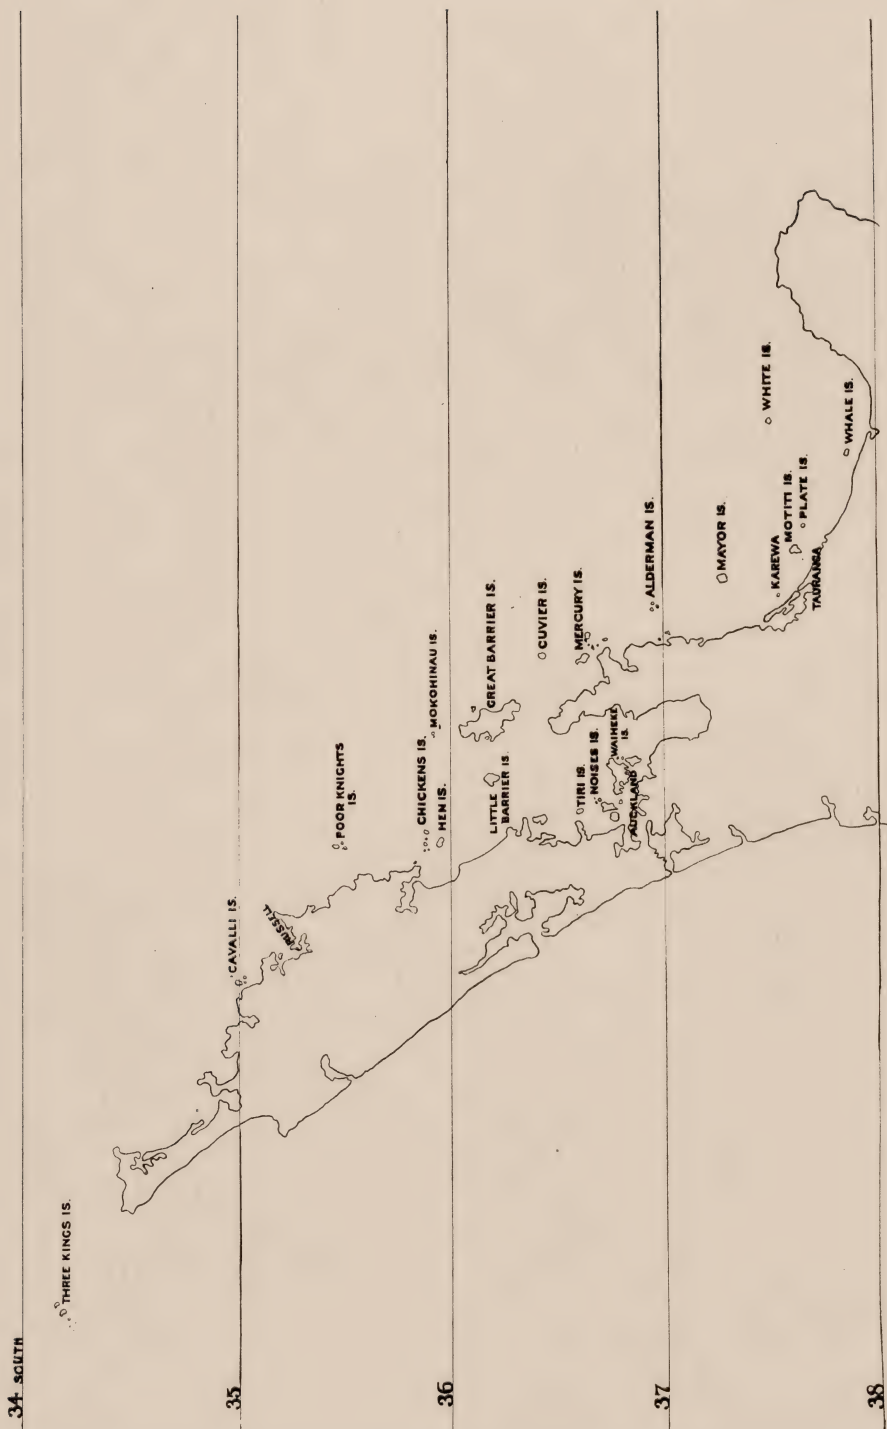 34 SOUTH
THREE KINGS IS.
35
CAVALLI IS.
RUSSELL
POOR KNIGHTS
IS.
CHICKENS IS.
HEN IS.
MOKOHINAU IS.
36
LITTLE
BARRIER IS.
GREAT BARRIER IS.
CUVIER IS.
MERCURY IS.
TIRI IS.
NOISES IS.
WAIHEKE
IS.
AUCKLAND
ALDERMAN IS.
37
MAYOR IS.
KAREWA
MOTITI IS.
PLATE IS.
TAURANGA
WHITE IS.
WHALE IS.
38